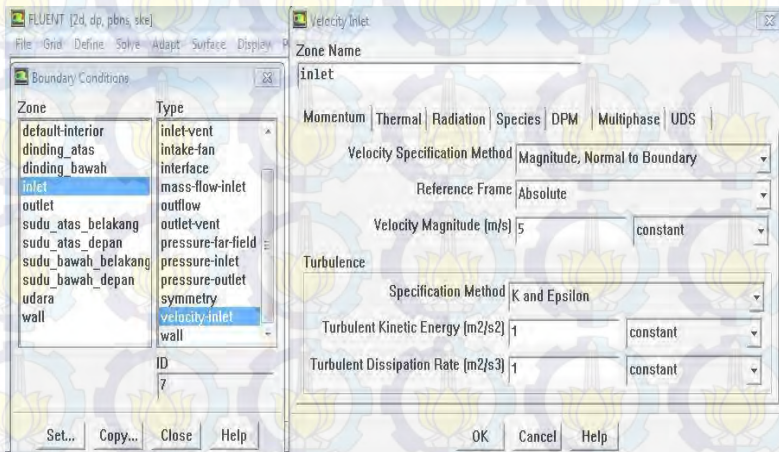 FLUENT [2d, dp, pbns, ske]
File Grid Define Solve Adapt Surface Display
Boundary Conditions
Zone
default-interior
dinding_atas
dinding_bawah
inlet
outlet
sudu_atas_belakang
sudu_atas_depan
sudu_bawah_belakang
sudu_bawah_depan
udara
wall
Type
inlet-vent
intake-fan
interface
mass-flow-inlet
outflow
outlet-vent
pressure-far-field
pressure-inlet
pressure-outlet
symmetry
velocity-inlet
wall
ID
7
Set... Copy... Close Help
Velocity Inlet
Zone Name
inlet
Momentum Thermal Radiation Species DPM Multiphase UDS
Velocity Specification Method Magnitude, Normal to Boundary
Reference Frame Absolute
Velocity Magnitude (m/s) 5 constant
Turbulence
Specification Method K and Epsilon
Turbulent Kinetic Energy (m2/s2) 1 constant
Turbulent Dissipation Rate (m2/s3) 1 constant
OK Cancel Help